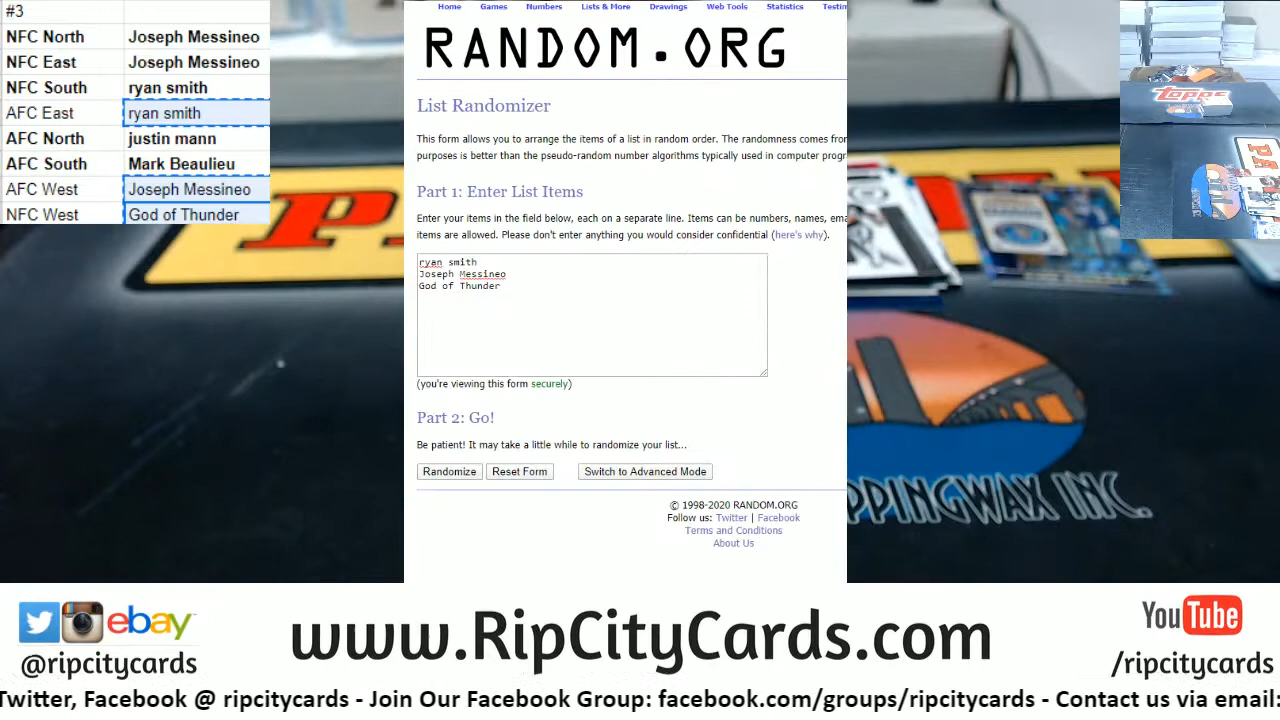 #3
NFC North Joseph Messineo
NFC East Joseph Messineo
NFC South ryan smith
AFC East ryan smith
AFC North justin mann
AFC South Mark Beaulieu
AFC West Joseph Messineo
NFC West God of Thunder
Home Games Numbers Lists & More Drawings Web Tools Statistics Testin
RANDOM.ORG
List Randomizer
This form allows you to arrange the items of a list in random order. The randomness comes from
purposes is better than the pseudo-random number algorithms typically used in computer progr
Part 1: Enter List Items
Enter your items in the field below, each on a separate line. Items can be numbers, names, ema
items are allowed. Please don't enter anything you would consider confidential (here's why).
ryan smith
Joseph Messineo
God of Thunder
(you're viewing this form securely)
Part 2: Go!
Be patient! It may take a little while to randomize your list...
Randomize Reset Form Switch to Advanced Mode
© 1998-2020 RANDOM.ORG
Follow us: Twitter | Facebook
Terms and Conditions
About Us
topps
PPINGWAX INC.
ebay
@ripcitycards
www.RipCityCards.com
YouTube
/ripcitycards
Twitter, Facebook @ ripcitycards - Join Our Facebook Group: facebook.com/groups/ripcitycards - Contact us via email: